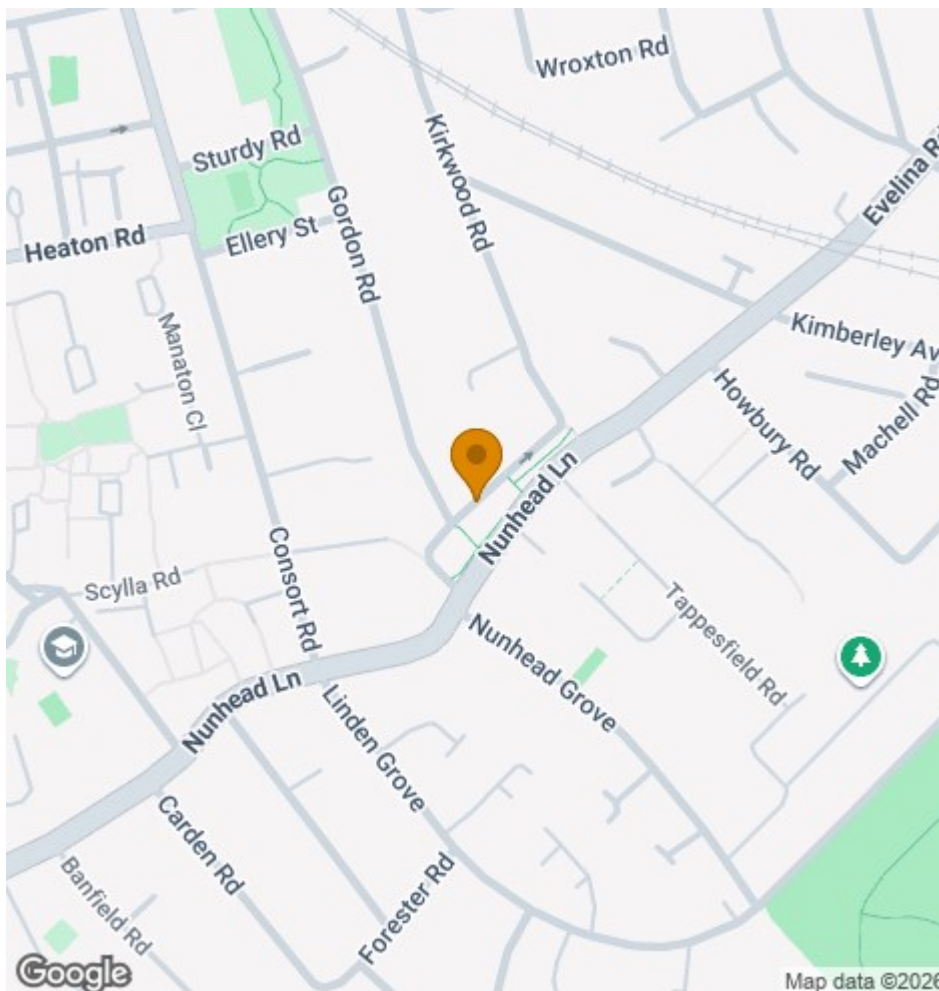 Wroxton Rd
Kirkwood Rd
Sturdy Rd
Evelina R
Gordon Rd
Ellery St
Heaton Rd
Manaton Cl
Kimberley Av
Howbury Rd
Machell Rd
Nunhead Ln
Consort Rd
Scylla Rd
Tappesfield Rd
Nunhead Grove
Nunhead Ln
Linden Grove
Carden Rd
Banfield Rd
Forester Rd
Google
Map data ©2026